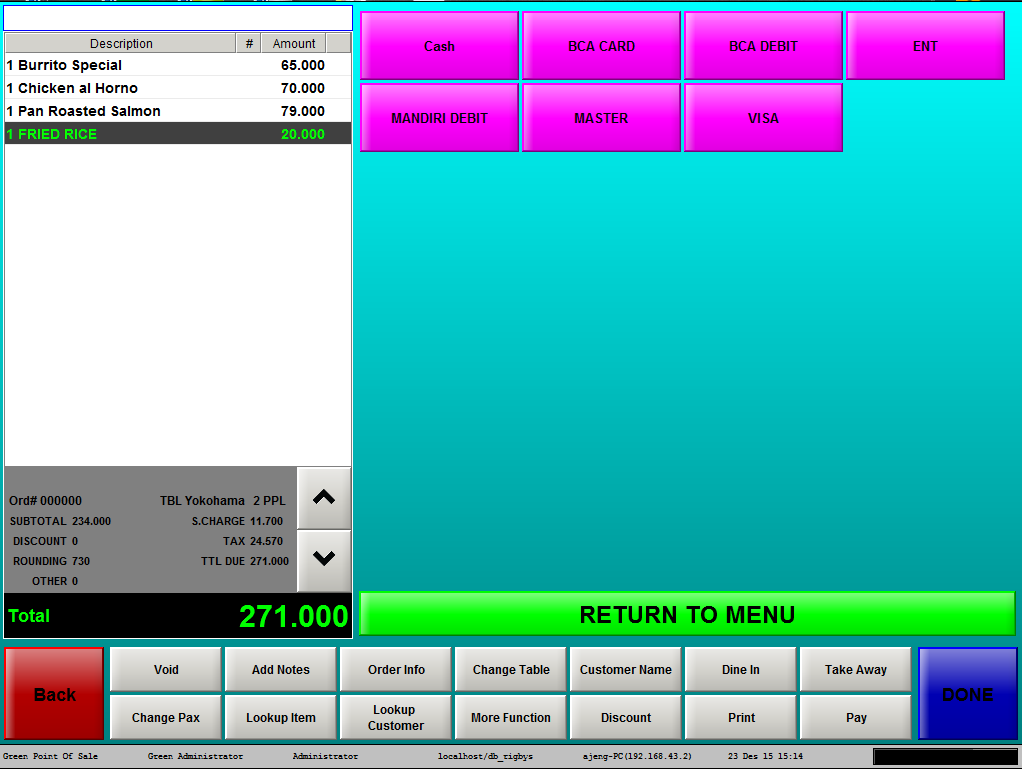 Description # Amount
1 Burrito Special 65.000
1 Chicken al Horno 70.000
1 Pan Roasted Salmon 79.000
1 FRIED RICE 20.000
Cash BCA CARD BCA DEBIT ENT
MANDIRI DEBIT MASTER VISA
Ord# 000000 TBL Yokohama 2 PPL
SUBTOTAL 234.000 S.CHARGE 11.700
DISCOUNT 0 TAX 24.570
ROUNDING 730 TTL DUE 271.000
OTHER 0
Total 271.000
RETURN TO MENU
Back
Void Add Notes Order Info Change Table Customer Name Dine In Take Away
Change Pax Lookup Item Lookup Customer More Function Discount Print Pay
DONE
Green Point Of Sale Green Administrator Administrator localhost/db_rigbys ajeng-PC(192.168.43.2) 23 Des 15 15:14